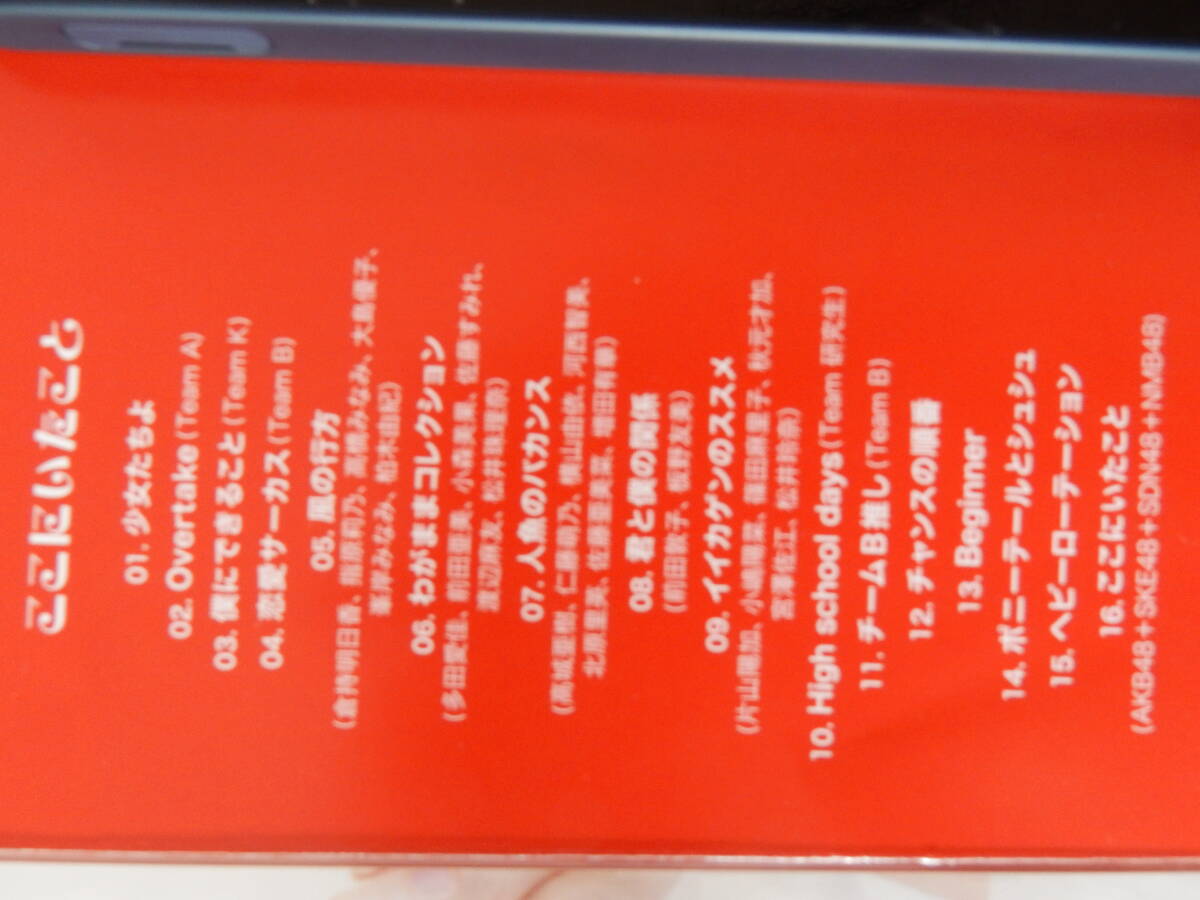 ここにいたこと
01. 少女たちよ
02. Overtake (Team A)
03. 僕にできること (Team K)
04. 恋愛サーカス (Team B)
05. 風の行方
(倉持明日香、指原莉乃、高橋みなみ、大島優子、
峯岸みなみ、柏木由紀)
06. わがままコレクション
(多田愛佳、前田亜美、小森美果、佐藤すみれ、
渡辺麻友、松井珠理奈)
07. 人魚のバカンス
(高城亜樹、仁藤萌乃、横山由依、河西智美、
北原里英、佐藤亜美菜、増田有華)
08. 君と僕の関係
(前田敦子、板野友美)
09. イイカゲンのススメ
(片山陽加、小嶋陽菜、篠田麻里子、秋元才加、
宮澤佐江、松井玲奈)
10. High school days (Team 研究生)
11. チームB推し (Team B)
12. チャンスの順番
13. Beginner
14. ポニーテールとシュシュ
15. ヘビーローテーション
16. ここにいたこと
(AKB48+SKE48+SDN48+NMB48)